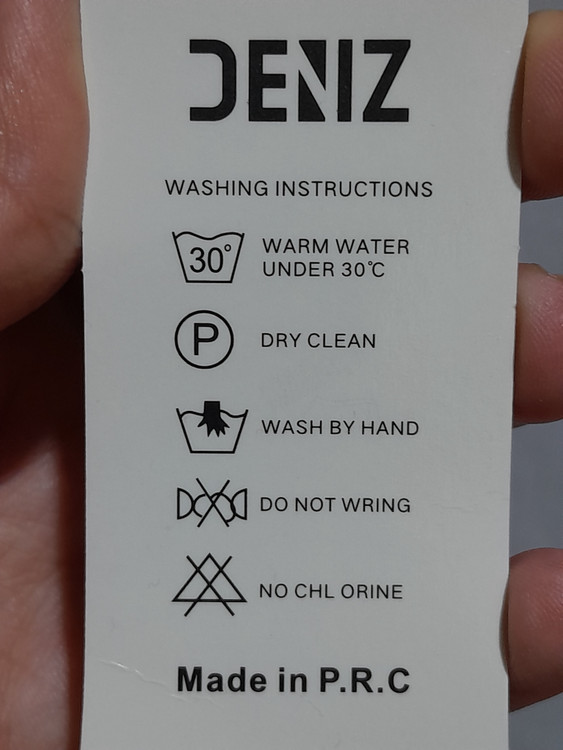 DENIZ
WASHING INSTRUCTIONS
30°
WARM WATER
UNDER 30℃
P
DRY CLEAN
WASH BY HAND
DO NOT WRING
NO CHL ORINE
Made in P.R.C